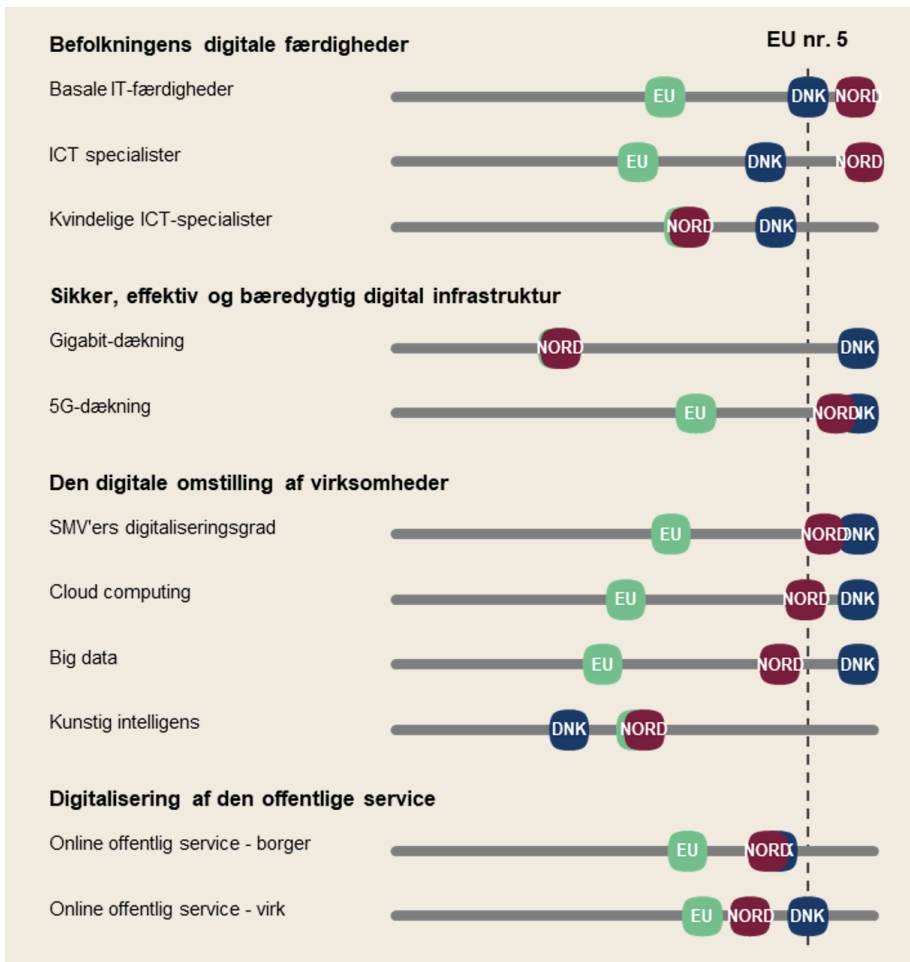 Befolkningens digitale færdigheder
EU nr. 5
Basale IT-færdigheder
EU DNK NORD
ICT specialister
EU DNK NORD
Kvindelige ICT-specialister
NORD DNK
Sikker, effektiv og bæredygtig digital infrastruktur
Gigabit-dækning
NORD DNK
5G-dækning
EU NORD
Den digitale omstilling af virksomheder
SMV'ers digitaliseringsgrad
EU NORD
Cloud computing
EU NORD DNK
Big data
EU NORD DNK
Kunstig intelligens
DNK NORD
Digitalisering af den offentlige service
Online offentlig service - borger
EU NORD
Online offentlig service - virk
EU NORD DNK